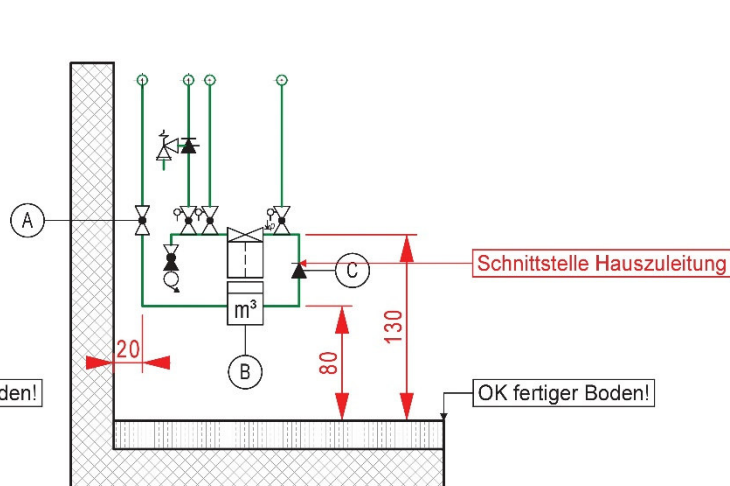 A
C
Schnittstelle Hauszuleitung
m³
130
20
80
B
den!
OK fertiger Boden!